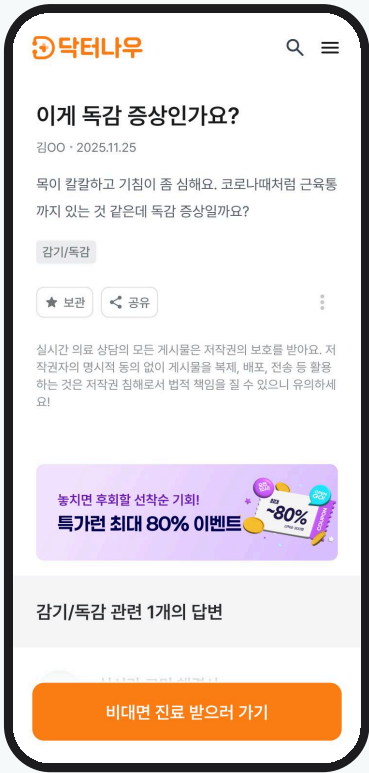 닥터나우
이게 독감 증상인가요?
김OO · 2025.11.25
목이 칼칼하고 기침이 좀 심해요. 코로나때처럼 근육통
까지 있는 것 같은데 독감 증상일까요?
감기/독감
보관
공유
실시간 의료 상담의 모든 게시물은 저작권의 보호를 받아요. 저
작권자의 명시적 동의 없이 게시물을 복제, 배포, 전송 등 활용
하는 것은 저작권 침해로서 법적 책임을 질 수 있으니 유의하세
요!
놓치면 후회할 선착순 기회!
특가런 최대 80% 이벤트
최대
~80%
COUPON
감기/독감 관련 1개의 답변
비대면 진료 받으러 가기